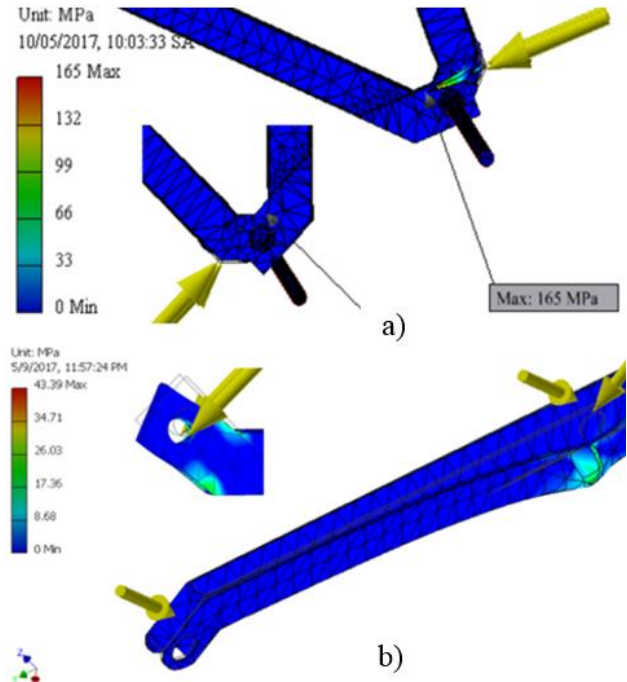 Unit: MPa
10/05/2017, 10:03:33 SA
165 Max
132
99
66
33
0 Min
Max: 165 MPa
a)
Unit: MPa
5/9/2017, 11:57:24 PM
43.39 Max
34.71
26.03
17.36
8.68
0 Min
Z
Y
b)